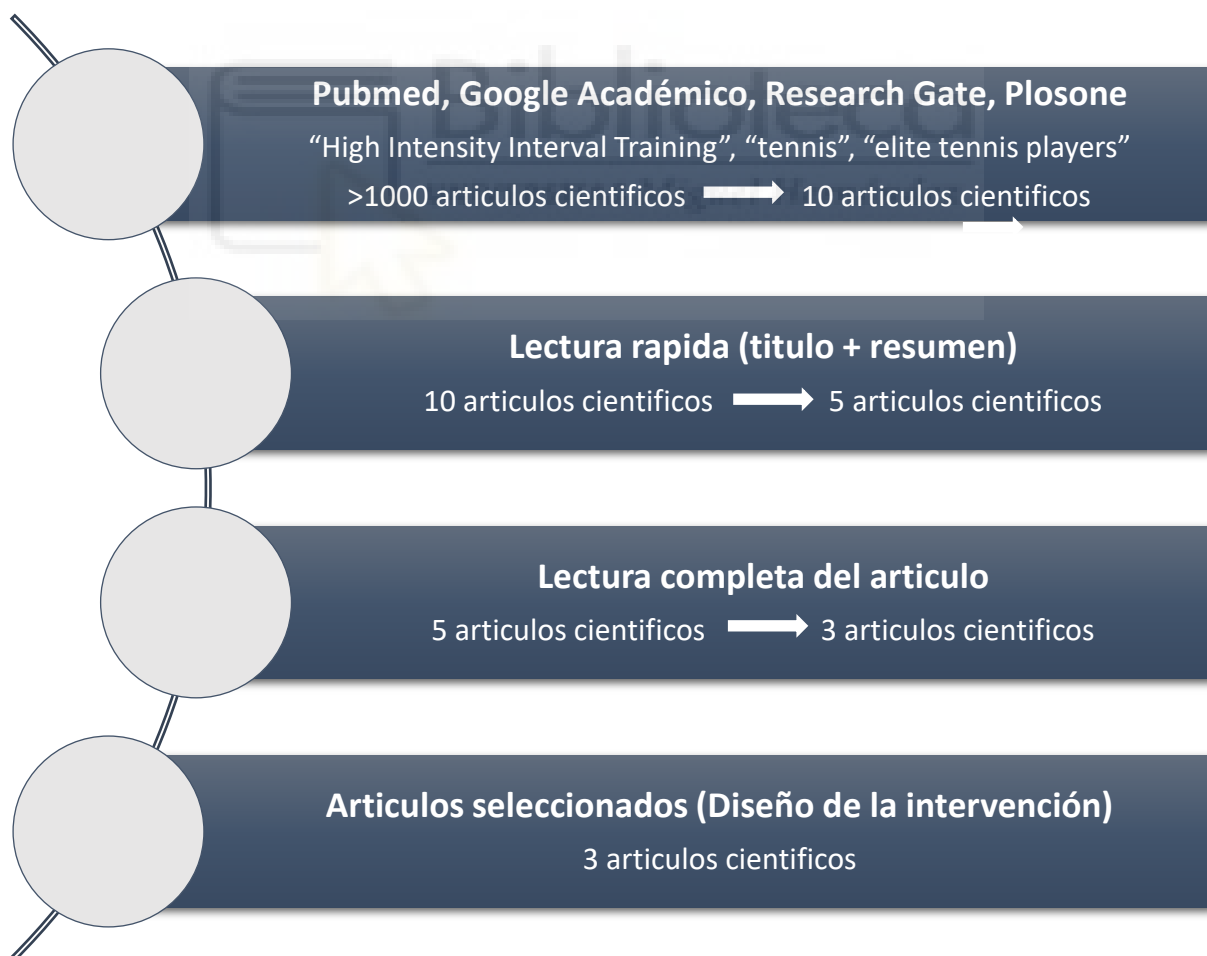 Biblioteca
Pubmed, Google Académico, Research Gate, Plosone
“High Intensity Interval Training”, “tennis”, “elite tennis players”
>1000 articulos cientificos 10 articulos cientificos
Lectura rapida (titulo + resumen)
10 articulos cientificos 5 articulos cientificos
Lectura completa del articulo
5 articulos cientificos 3 articulos cientificos
Articulos seleccionados (Diseño de la intervención)
3 articulos cientificos